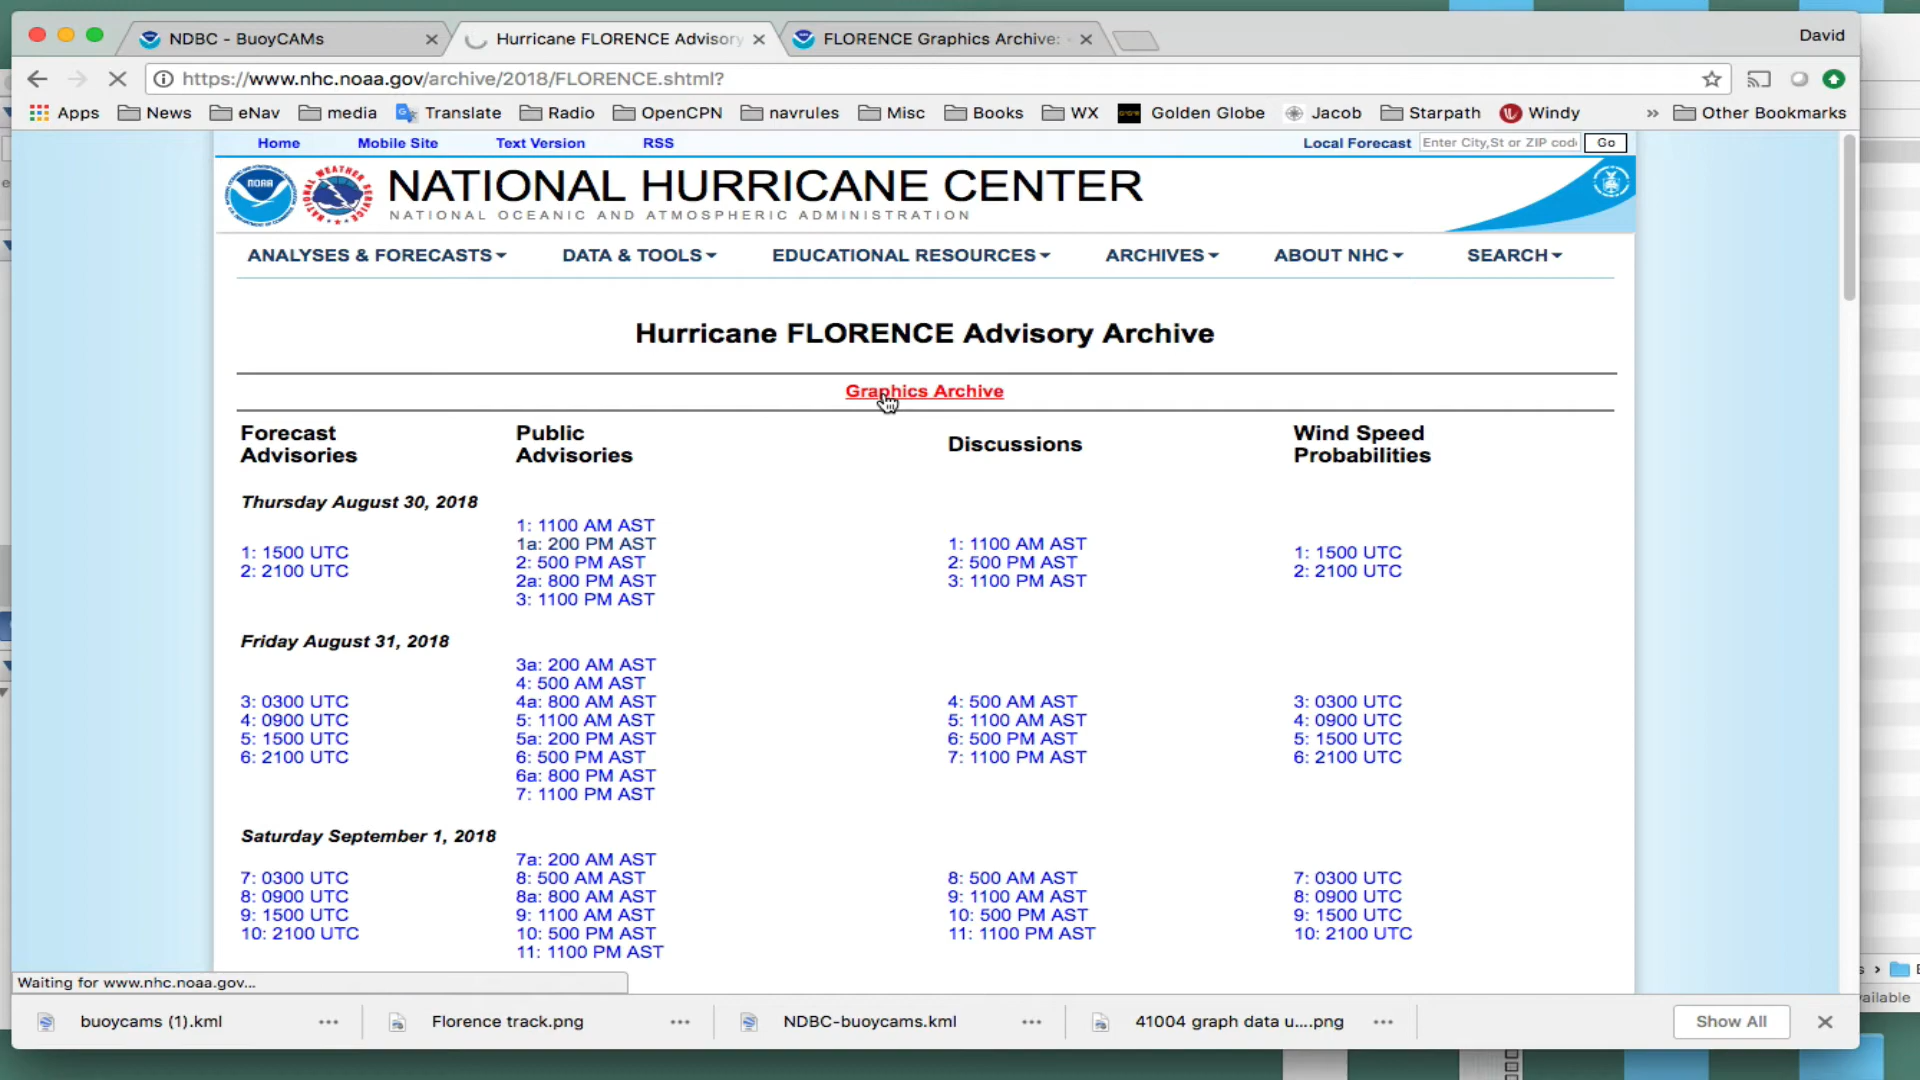 NDBC - BuoyCAMs
Hurricane FLORENCE Advisory
FLORENCE Graphics Archive:
David
https://www.nhc.noaa.gov/archive/2018/FLORENCE.shtml?
Apps News eNav media Translate Radio OpenCPN navrules Misc Books WX Golden Globe Jacob Starpath Windy » Other Bookmarks
Home Mobile Site Text Version RSS Local Forecast Enter City,St or ZIP code Go
NOAA
NATIONAL HURRICANE CENTER
NATIONAL OCEANIC AND ATMOSPHERIC ADMINISTRATION
ANALYSES & FORECASTS DATA & TOOLS EDUCATIONAL RESOURCES ARCHIVES ABOUT NHC SEARCH
Hurricane FLORENCE Advisory Archive
Graphics Archive
Forecast Advisories
Public Advisories
Discussions
Wind Speed Probabilities
Thursday August 30, 2018
1: 1500 UTC
2: 2100 UTC
1: 1100 AM AST
1a: 200 PM AST
2: 500 PM AST
2a: 800 PM AST
3: 1100 PM AST
1: 1100 AM AST
2: 500 PM AST
3: 1100 PM AST
1: 1500 UTC
2: 2100 UTC
Friday August 31, 2018
3: 0300 UTC
4: 0900 UTC
5: 1500 UTC
6: 2100 UTC
3a: 200 AM AST
4: 500 AM AST
4a: 800 AM AST
5: 1100 AM AST
5a: 200 PM AST
6: 500 PM AST
6a: 800 PM AST
7: 1100 PM AST
4: 500 AM AST
5: 1100 AM AST
6: 500 PM AST
7: 1100 PM AST
3: 0300 UTC
4: 0900 UTC
5: 1500 UTC
6: 2100 UTC
Saturday September 1, 2018
7: 0300 UTC
8: 0900 UTC
9: 1500 UTC
10: 2100 UTC
7a: 200 AM AST
8: 500 AM AST
8a: 800 AM AST
9: 1100 AM AST
10: 500 PM AST
11: 1100 PM AST
8: 500 AM AST
9: 1100 AM AST
10: 500 PM AST
11: 1100 PM AST
7: 0300 UTC
8: 0900 UTC
9: 1500 UTC
10: 2100 UTC
Waiting for www.nhc.noaa.gov...
buoycams (1).kml
Florence track.png
NDBC-buoycams.kml
41004 graph data u....png
Show All